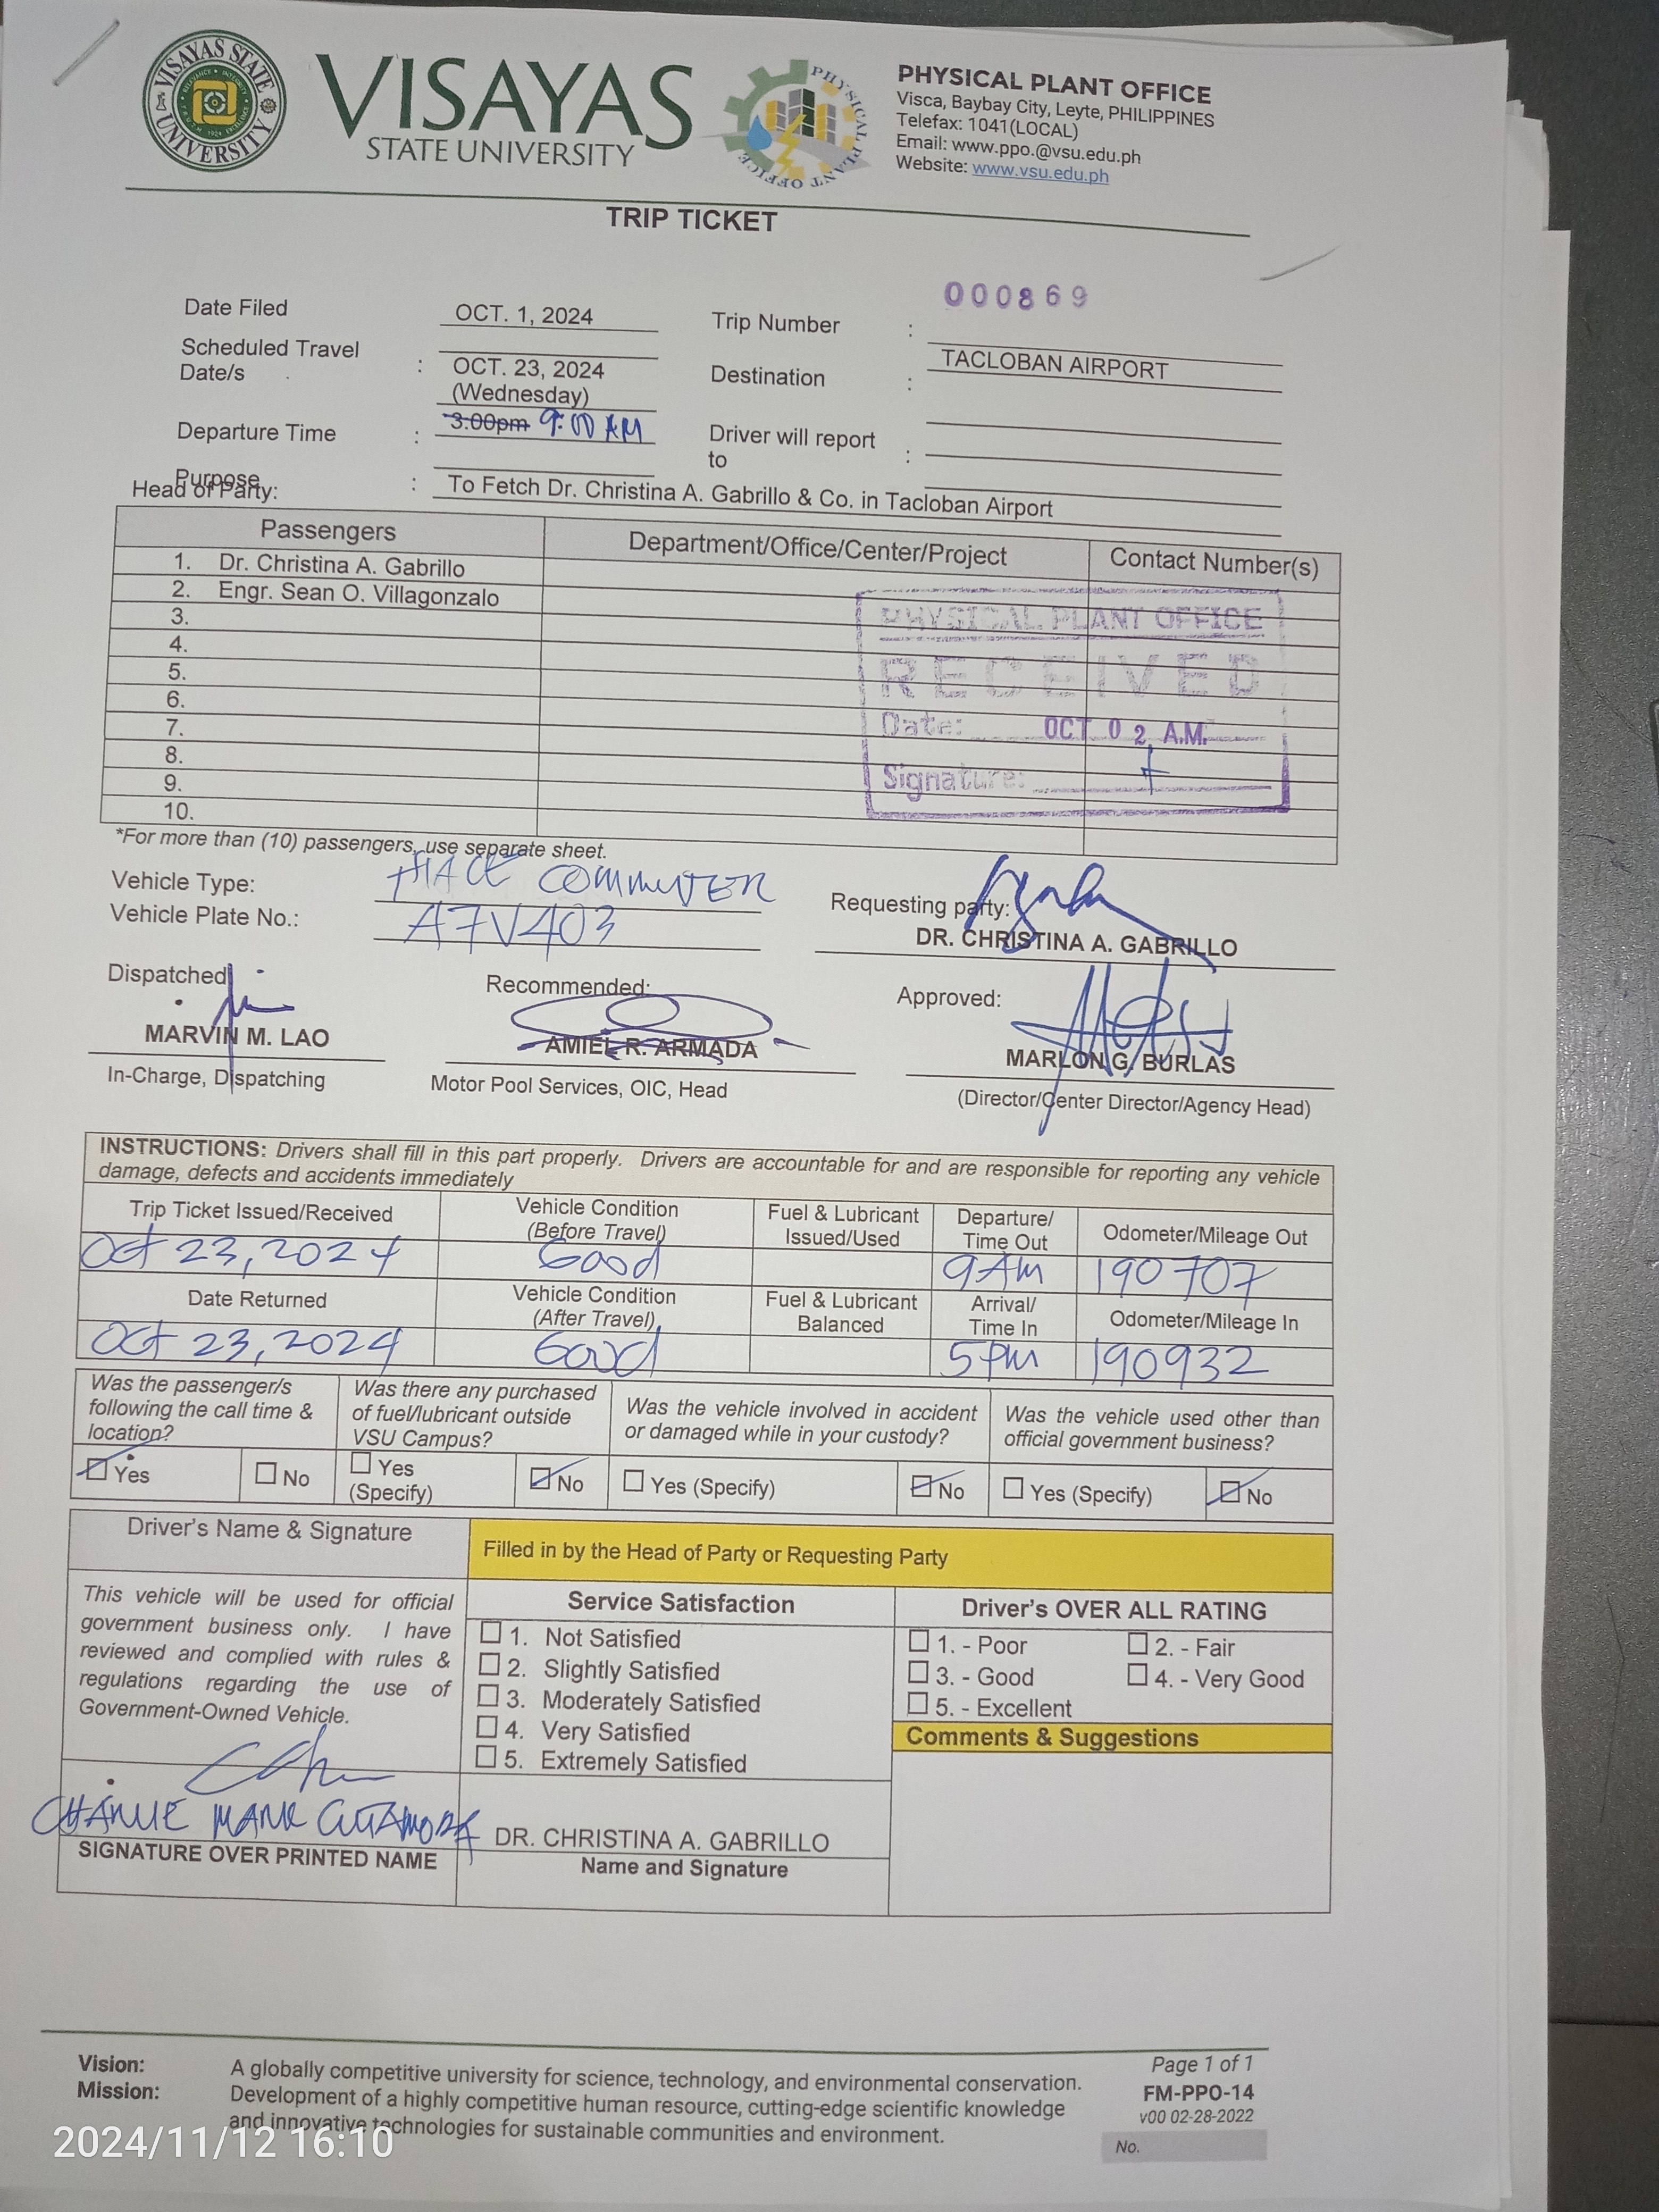 VISAYAS STATE UNIVERSITY
VISAYAS
STATE UNIVERSITY
PHYSICAL PLANT OFFICE
PHYSICAL PLANT OFFICE
Visca, Baybay City, Leyte, PHILIPPINES
Telefax: 1041(LOCAL)
Email: www.ppo.@vsu.edu.ph
Website: www.vsu.edu.ph
TRIP TICKET
000869
Date Filed OCT. 1, 2024 Trip Number :
Scheduled Travel Date/s : OCT. 23, 2024 (Wednesday) Destination : TACLOBAN AIRPORT
Departure Time : 3:00pm 9:00 AM Driver will report to :
Purpose : To Fetch Dr. Christina A. Gabrillo & Co. in Tacloban Airport
Head of Party:
Passengers Department/Office/Center/Project Contact Number(s)
1. Dr. Christina A. Gabrillo
2. Engr. Sean O. Villagonzalo
3.
4.
5.
6.
7.
8.
9.
10.
PHYSICAL PLANT OFFICE
RECEIVED
Date: OCT 02 A.M.
Signature:
*For more than (10) passengers, use separate sheet.
Vehicle Type: HIACE COMMUTER
Vehicle Plate No.: A7V403
Requesting party:
DR. CHRISTINA A. GABRILLO
Dispatched Recommended: Approved:
MARVIN M. LAO AMIEL R. ARMADA MARLON G. BURLAS
In-Charge, Dispatching Motor Pool Services, OIC, Head (Director/Center Director/Agency Head)
INSTRUCTIONS: Drivers shall fill in this part properly. Drivers are accountable for and are responsible for reporting any vehicle
damage, defects and accidents immediately
Trip Ticket Issued/Received Vehicle Condition (Before Travel) Fuel & Lubricant Issued/Used Departure/ Time Out Odometer/Mileage Out
Oct 23, 2024 Good 9Am 190707
Date Returned Vehicle Condition (After Travel) Fuel & Lubricant Balanced Arrival/ Time In Odometer/Mileage In
Oct 23, 2024 Good 5pm 190932
Was the passenger/s following the call time & location? Was there any purchased of fuel/lubricant outside VSU Campus? Was the vehicle involved in accident or damaged while in your custody? Was the vehicle used other than official government business?
Yes No Yes (Specify) No Yes (Specify) No Yes (Specify) No
Driver's Name & Signature
Filled in by the Head of Party or Requesting Party
This vehicle will be used for official
government business only. I have
reviewed and complied with rules &
regulations regarding the use of
Government-Owned Vehicle.
Service Satisfaction
1. Not Satisfied
2. Slightly Satisfied
3. Moderately Satisfied
4. Very Satisfied
5. Extremely Satisfied
Driver's OVER ALL RATING
1. - Poor 2. - Fair
3. - Good 4. - Very Good
5. - Excellent
Comments & Suggestions
CHARLIE MARK
SIGNATURE OVER PRINTED NAME
DR. CHRISTINA A. GABRILLO
Name and Signature
Vision: A globally competitive university for science, technology, and environmental conservation.
Mission: Development of a highly competitive human resource, cutting-edge scientific knowledge
and innovative technologies for sustainable communities and environment.
Page 1 of 1
FM-PPO-14
v00 02-28-2022
No.
2024/11/12 16:10